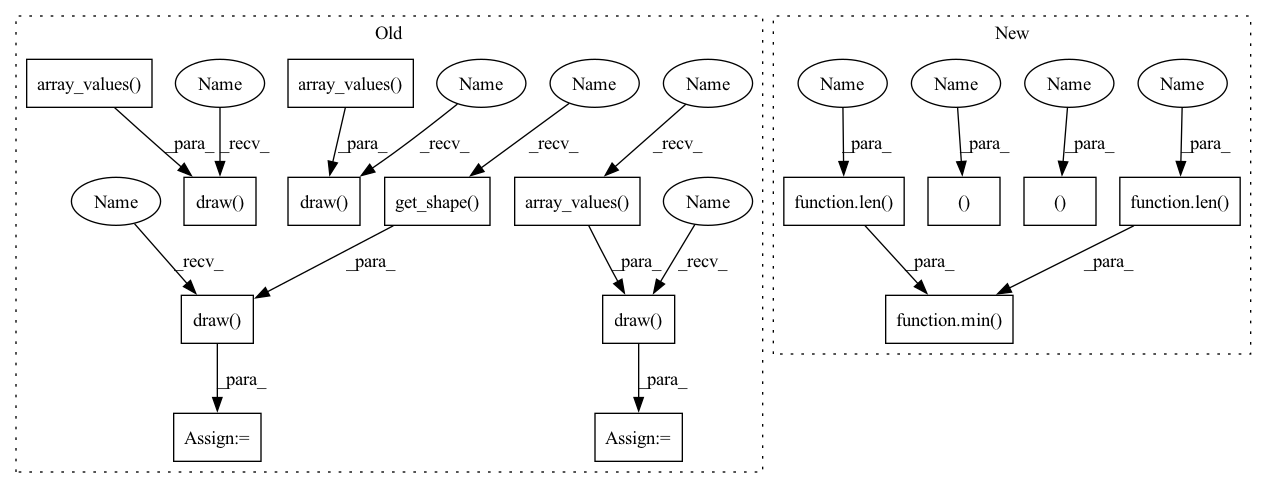 Old
New
array_values()
Name
array_values()
Name
Name
Name
Name
Name
Name
Name
_para_
_recv_
_para_
_recv_
_recv_
_recv_
_para_
_para_
_para_
_para_
Name
draw()
draw()
get_shape()
array_values()
Name
function.len()
()
()
function.len()
_recv_
_para_
_para_
_recv_
_para_
_para_
draw()
draw()
function.min()
_para_
_para_
Assign:=
Assign:=